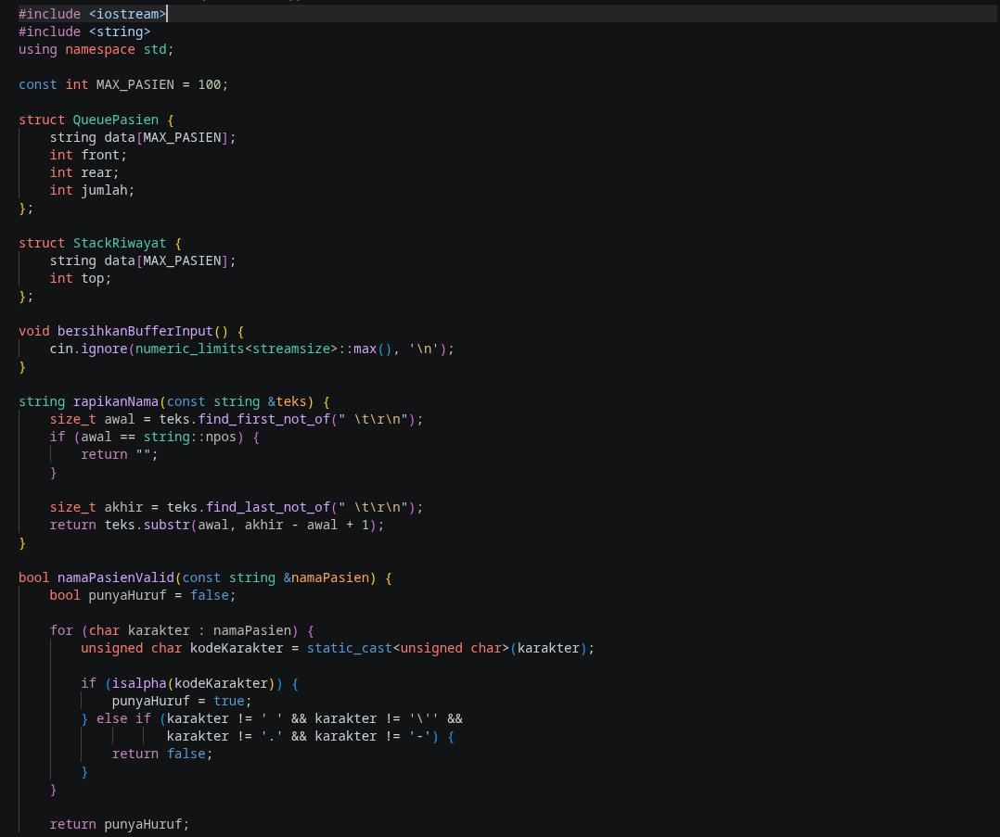 #include <iostream>
#include <string>
using namespace std;

const int MAX_PASIEN = 100;

struct QueuePasien {
    string data[MAX_PASIEN];
    int front;
    int rear;
    int jumlah;
};

struct StackRiwayat {
    string data[MAX_PASIEN];
    int top;
};

void bersihkanBufferInput() {
    cin.ignore(numeric_limits<streamsize>::max(), '\n');
}

string rapikanNama(const string &teks) {
    size_t awal = teks.find_first_not_of(" \t\r\n");
    if (awal == string::npos) {
        return "";
    }

    size_t akhir = teks.find_last_not_of(" \t\r\n");
    return teks.substr(awal, akhir - awal + 1);
}

bool namaPasienValid(const string &namaPasien) {
    bool punyaHuruf = false;

    for (char karakter : namaPasien) {
        unsigned char kodeKarakter = static_cast<unsigned char>(karakter);

        if (isalpha(kodeKarakter)) {
            punyaHuruf = true;
        } else if (karakter != ' ' && karakter != '\'' &&
                   karakter != '.' && karakter != '-') {
            return false;
        }
    }

    return punyaHuruf;